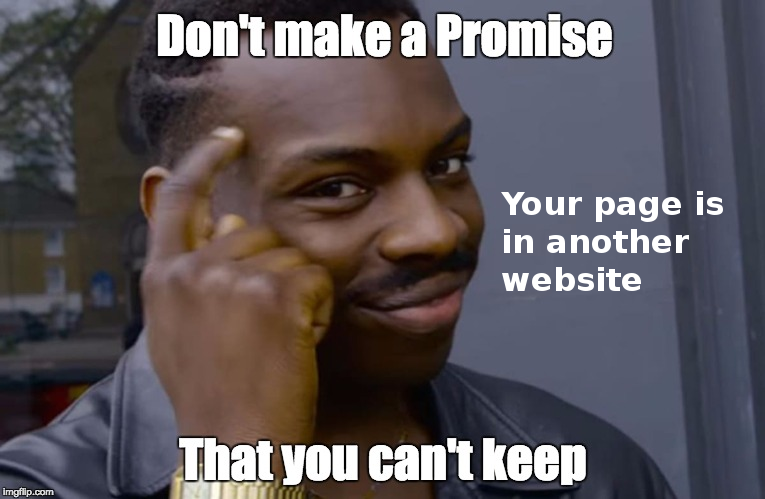 Don't make a Promise
Your page is
in another
website
That you can't keep
imgflip.com